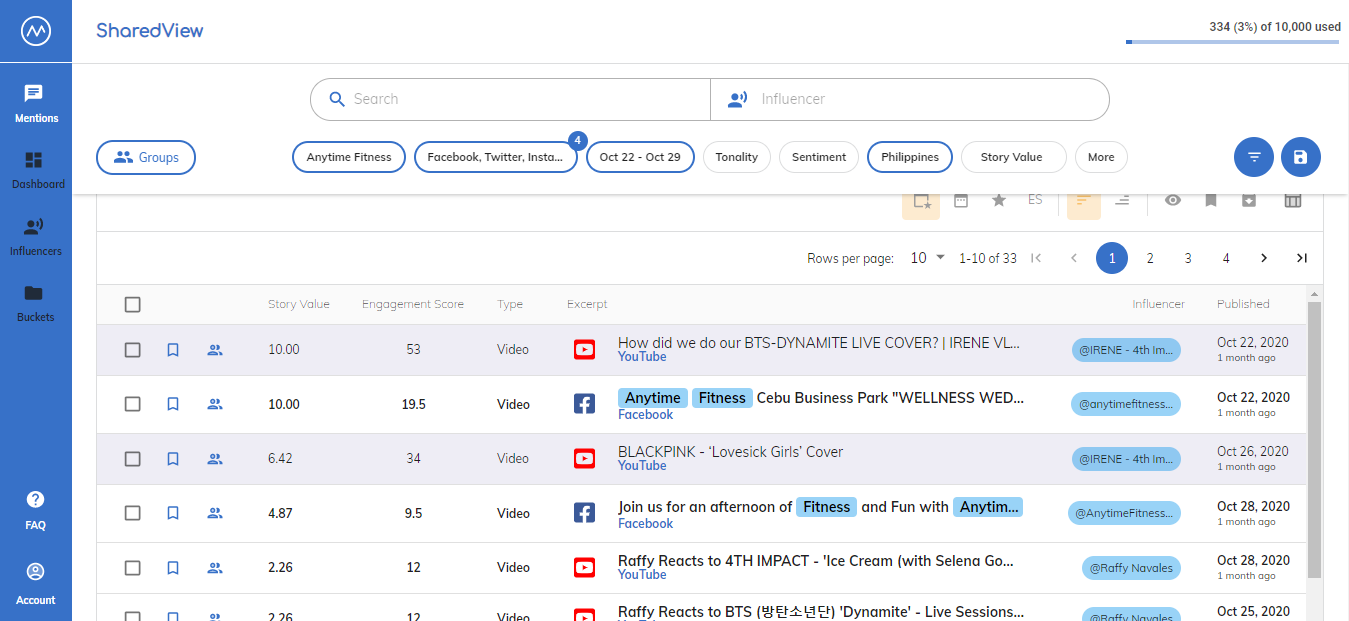 SharedView
334 (3%) of 10,000 used
Search
Influencer
Mentions
Dashboard
Influencers
Buckets
FAQ
Account
Groups
Anytime Fitness
Facebook, Twitter, Insta...
4
Oct 22 - Oct 29
Tonality
Sentiment
Philippines
Story Value
More
ES
Rows per page: 10 1-10 of 33 1 2 3 4
Story Value Engagement Score Type Excerpt Influencer Published
10.00 53 Video How did we do our BTS-DYNAMITE LIVE COVER? | IRENE VL... @IRENE - 4th Im... Oct 22, 2020
YouTube 1 month ago
10.00 19.5 Video Anytime Fitness Cebu Business Park "WELLNESS WED... @anytimefitness... Oct 22, 2020
Facebook 1 month ago
6.42 34 Video BLACKPINK - ‘Lovesick Girls’ Cover @IRENE - 4th Im... Oct 26, 2020
YouTube 1 month ago
4.87 9.5 Video Join us for an afternoon of Fitness and Fun with Anytim... @AnytimeFitness... Oct 28, 2020
Facebook 1 month ago
2.26 12 Video Raffy Reacts to 4TH IMPACT - 'Ice Cream (with Selena Go... @Raffy Navales Oct 28, 2020
YouTube 1 month ago
2.26 12 Video Raffy Reacts to BTS (방탄소년단) 'Dynamite' - Live Sessions... @Raffy Navales Oct 25, 2020